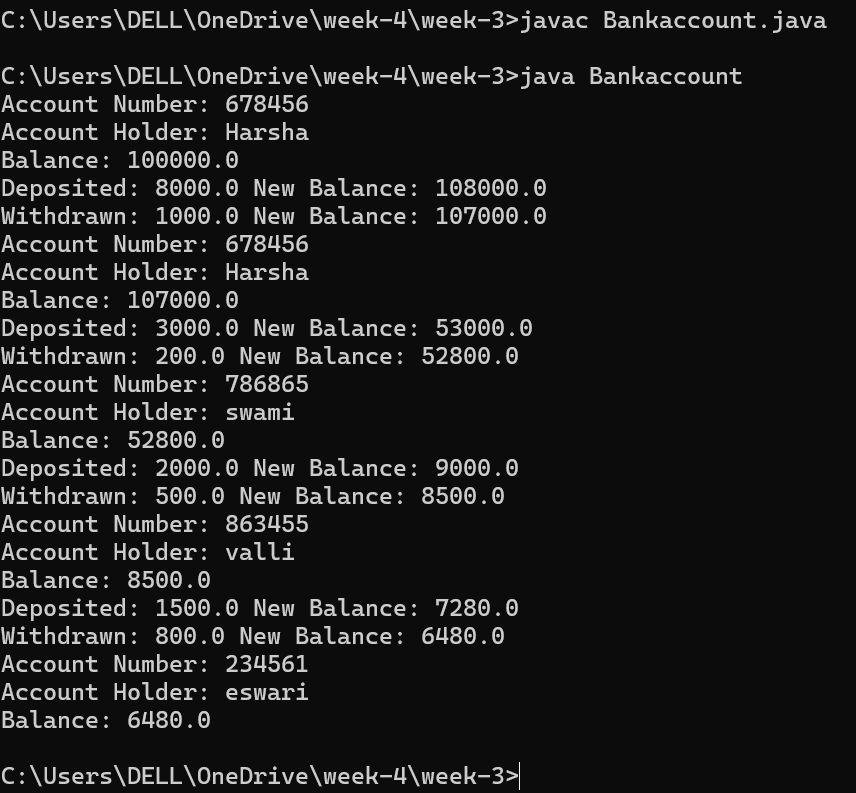 C:\Users\DELL\OneDrive\week-4\week-3>javac Bankaccount.java
C:\Users\DELL\OneDrive\week-4\week-3>java Bankaccount
Account Number: 678456
Account Holder: Harsha
Balance: 100000.0
Deposited: 8000.0 New Balance: 108000.0
Withdrawn: 1000.0 New Balance: 107000.0
Account Number: 678456
Account Holder: Harsha
Balance: 107000.0
Deposited: 3000.0 New Balance: 53000.0
Withdrawn: 200.0 New Balance: 52800.0
Account Number: 786865
Account Holder: swami
Balance: 52800.0
Deposited: 2000.0 New Balance: 9000.0
Withdrawn: 500.0 New Balance: 8500.0
Account Number: 863455
Account Holder: valli
Balance: 8500.0
Deposited: 1500.0 New Balance: 7280.0
Withdrawn: 800.0 New Balance: 6480.0
Account Number: 234561
Account Holder: eswari
Balance: 6480.0
C:\Users\DELL\OneDrive\week-4\week-3>